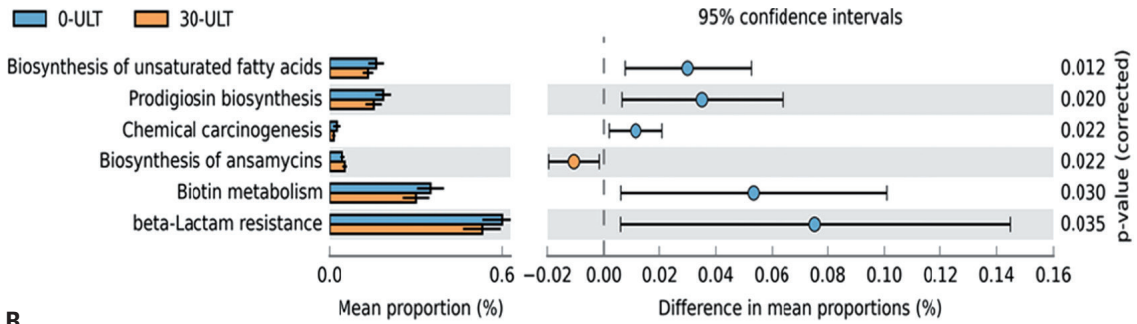 0-ULT 30-ULT 95% confidence intervals
Biosynthesis of unsaturated fatty acids 0.012
Prodigiosin biosynthesis 0.020
Chemical carcinogenesis 0.022
Biosynthesis of ansamycins 0.022
Biotin metabolism 0.030
beta-Lactam resistance 0.035
p-value (corrected)
0.0 0.6 −0.02 0.00 0.02 0.04 0.06 0.08 0.10 0.12 0.14 0.16
Mean proportion (%) Difference in mean proportions (%)
B